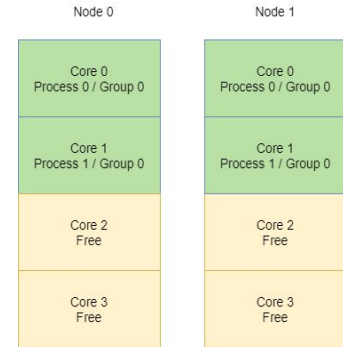 Node 0
Node 1
Core 0
Process 0 / Group 0
Core 0
Process 0 / Group 0
Core 1
Process 1 / Group 0
Core 1
Process 1 / Group 0
Core 2
Free
Core 2
Free
Core 3
Free
Core 3
Free